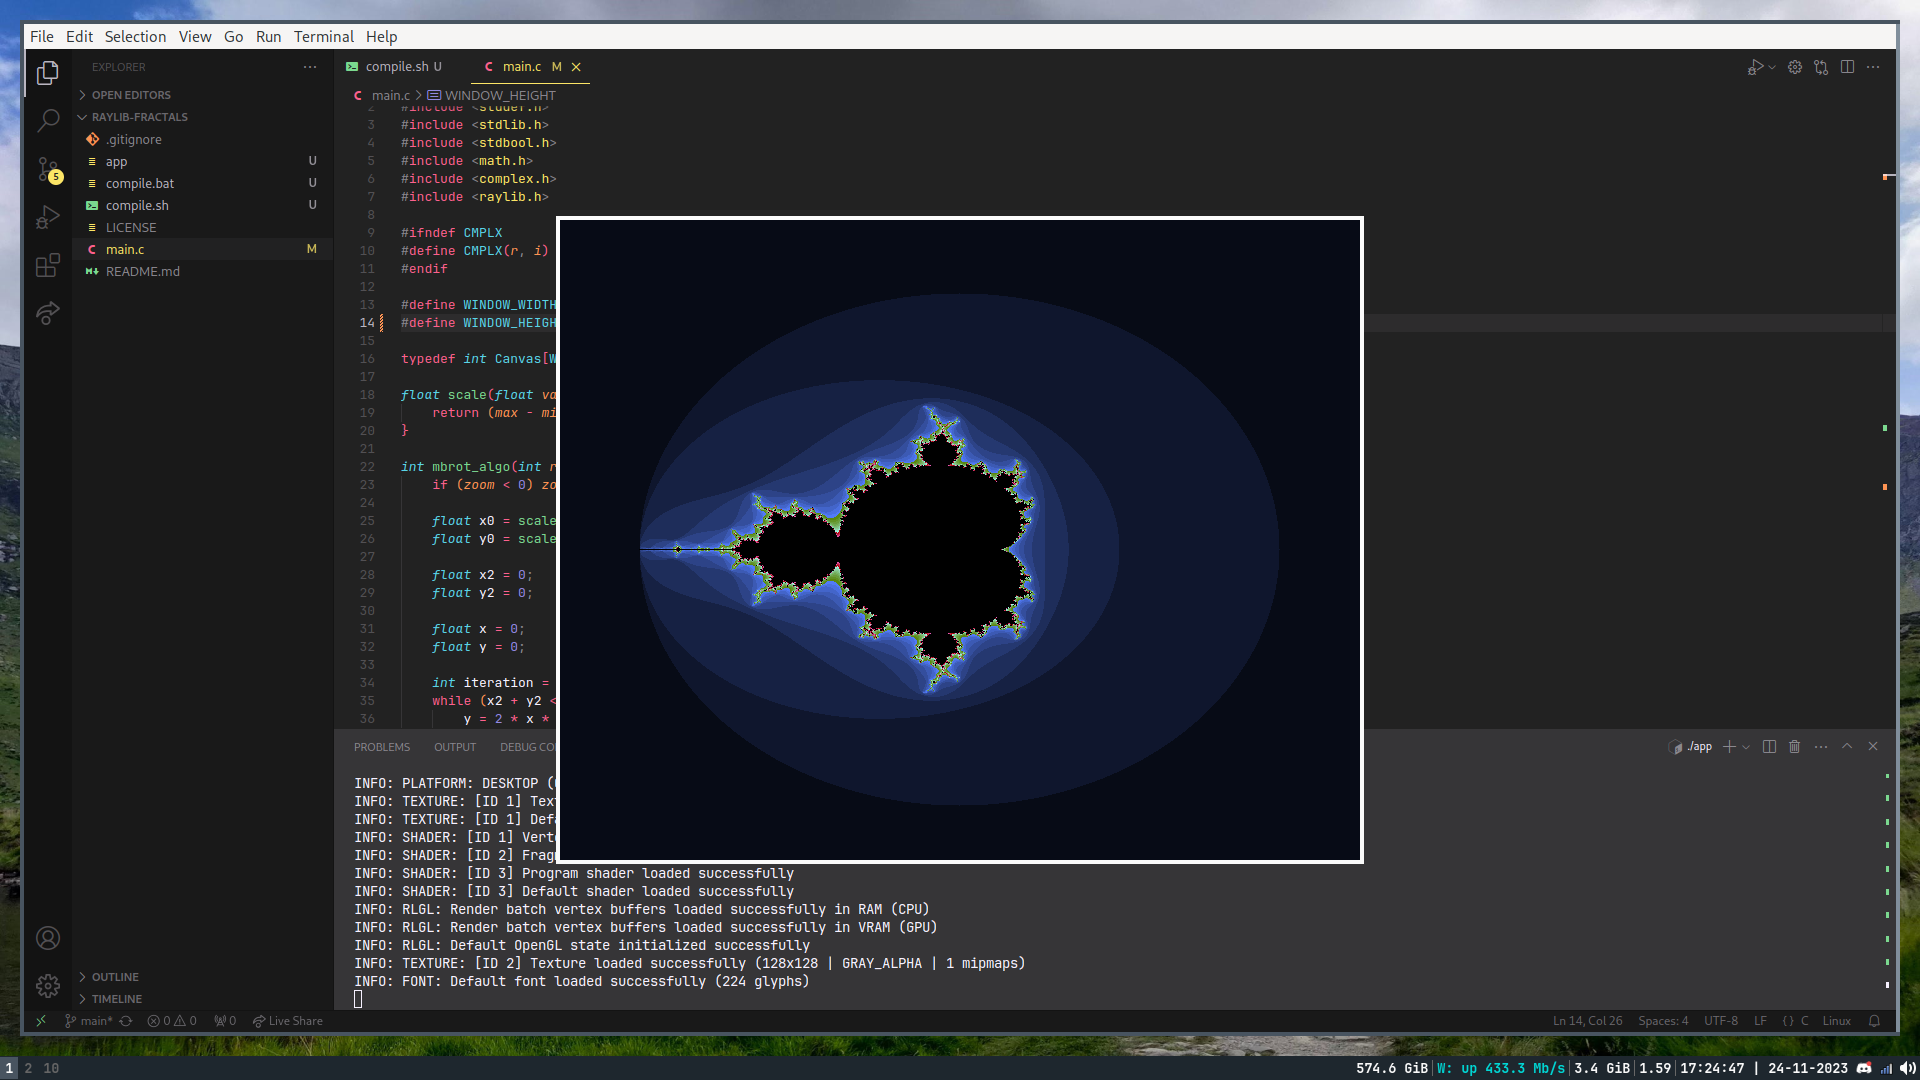 File Edit Selection View Go Run Terminal Help
EXPLORER
OPEN EDITORS
RAYLIB-FRACTALS
.gitignore
app U
compile.bat U
compile.sh U
LICENSE
main.c M
README.md
OUTLINE
TIMELINE
5
compile.sh U main.c M
main.c > WINDOW_HEIGHT
2 #include <stddef.h>
3 #include <stdlib.h>
4 #include <stdbool.h>
5 #include <math.h>
6 #include <complex.h>
7 #include <raylib.h>
8
9 #ifndef CMPLX
10 #define CMPLX(r, i)
11 #endif
12
13 #define WINDOW_WIDTH
14 #define WINDOW_HEIGH
15
16 typedef int Canvas[W
17
18 float scale(float va
19 return (max - mi
20 }
21
22 int mbrot_algo(int r
23 if (zoom < 0) zo
24
25 float x0 = scale
26 float y0 = scale
27
28 float x2 = 0;
29 float y2 = 0;
30
31 float x = 0;
32 float y = 0;
33
34 int iteration =
35 while (x2 + y2 <
36 y = 2 * x *
PROBLEMS OUTPUT DEBUG CO
./app
INFO: PLATFORM: DESKTOP (
INFO: TEXTURE: [ID 1] Text
INFO: TEXTURE: [ID 1] Defa
INFO: SHADER: [ID 1] Verte
INFO: SHADER: [ID 2] Fragm
INFO: SHADER: [ID 3] Program shader loaded successfully
INFO: SHADER: [ID 3] Default shader loaded successfully
INFO: RLGL: Render batch vertex buffers loaded successfully in RAM (CPU)
INFO: RLGL: Render batch vertex buffers loaded successfully in VRAM (GPU)
INFO: RLGL: Default OpenGL state initialized successfully
INFO: TEXTURE: [ID 2] Texture loaded successfully (128x128 | GRAY_ALPHA | 1 mipmaps)
INFO: FONT: Default font loaded successfully (224 glyphs)
main* 0 0 0 Live Share Ln 14, Col 26 Spaces: 4 UTF-8 LF {} C Linux
1 2 10 574.6 GiB|W: up 433.3 Mb/s|3.4 GiB|1.59|17:24:47 | 24-11-2023